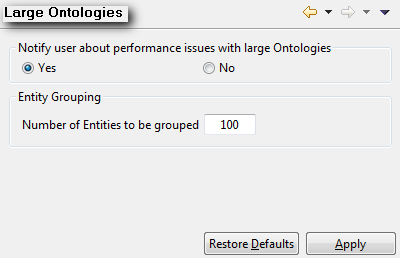 Large Ontologies
Notify user about performance issues with large Ontologies
Yes No
Entity Grouping
Number of Entities to be grouped 100
Restore Defaults Apply